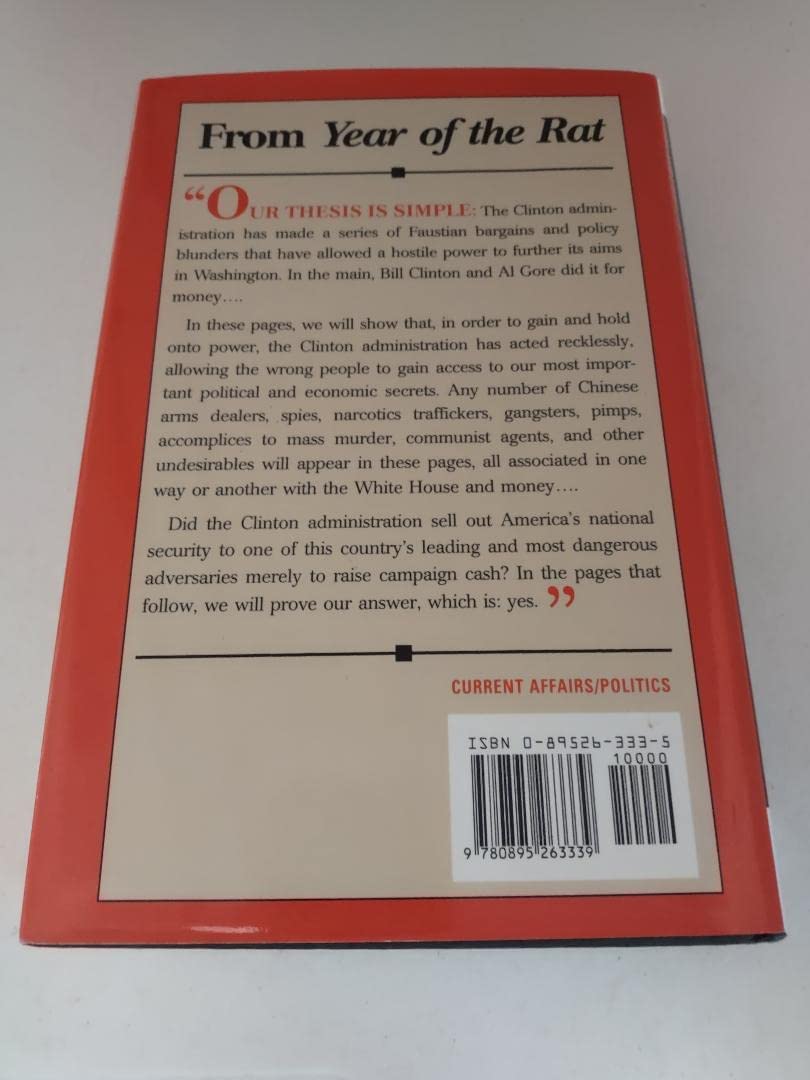 From Year of the Rat
“OUR THESIS IS SIMPLE: The Clinton admin-
istration has made a series of Faustian bargains and policy
blunders that have allowed a hostile power to further its aims
in Washington. In the main, Bill Clinton and Al Gore did it for
money....
In these pages, we will show that, in order to gain and hold
onto power, the Clinton administration has acted recklessly,
allowing the wrong people to gain access to our most impor-
tant political and economic secrets. Any number of Chinese
arms dealers, spies, narcotics traffickers, gangsters, pimps,
accomplices to mass murder, communist agents, and other
undesirables will appear in these pages, all associated in one
way or another with the White House and money....
Did the Clinton administration sell out America's national
security to one of this country's leading and most dangerous
adversaries merely to raise campaign cash? In the pages that
follow, we will prove our answer, which is: yes. ”
CURRENT AFFAIRS/POLITICS
ISBN 0-89526-333-5
10000
9 780895 263339